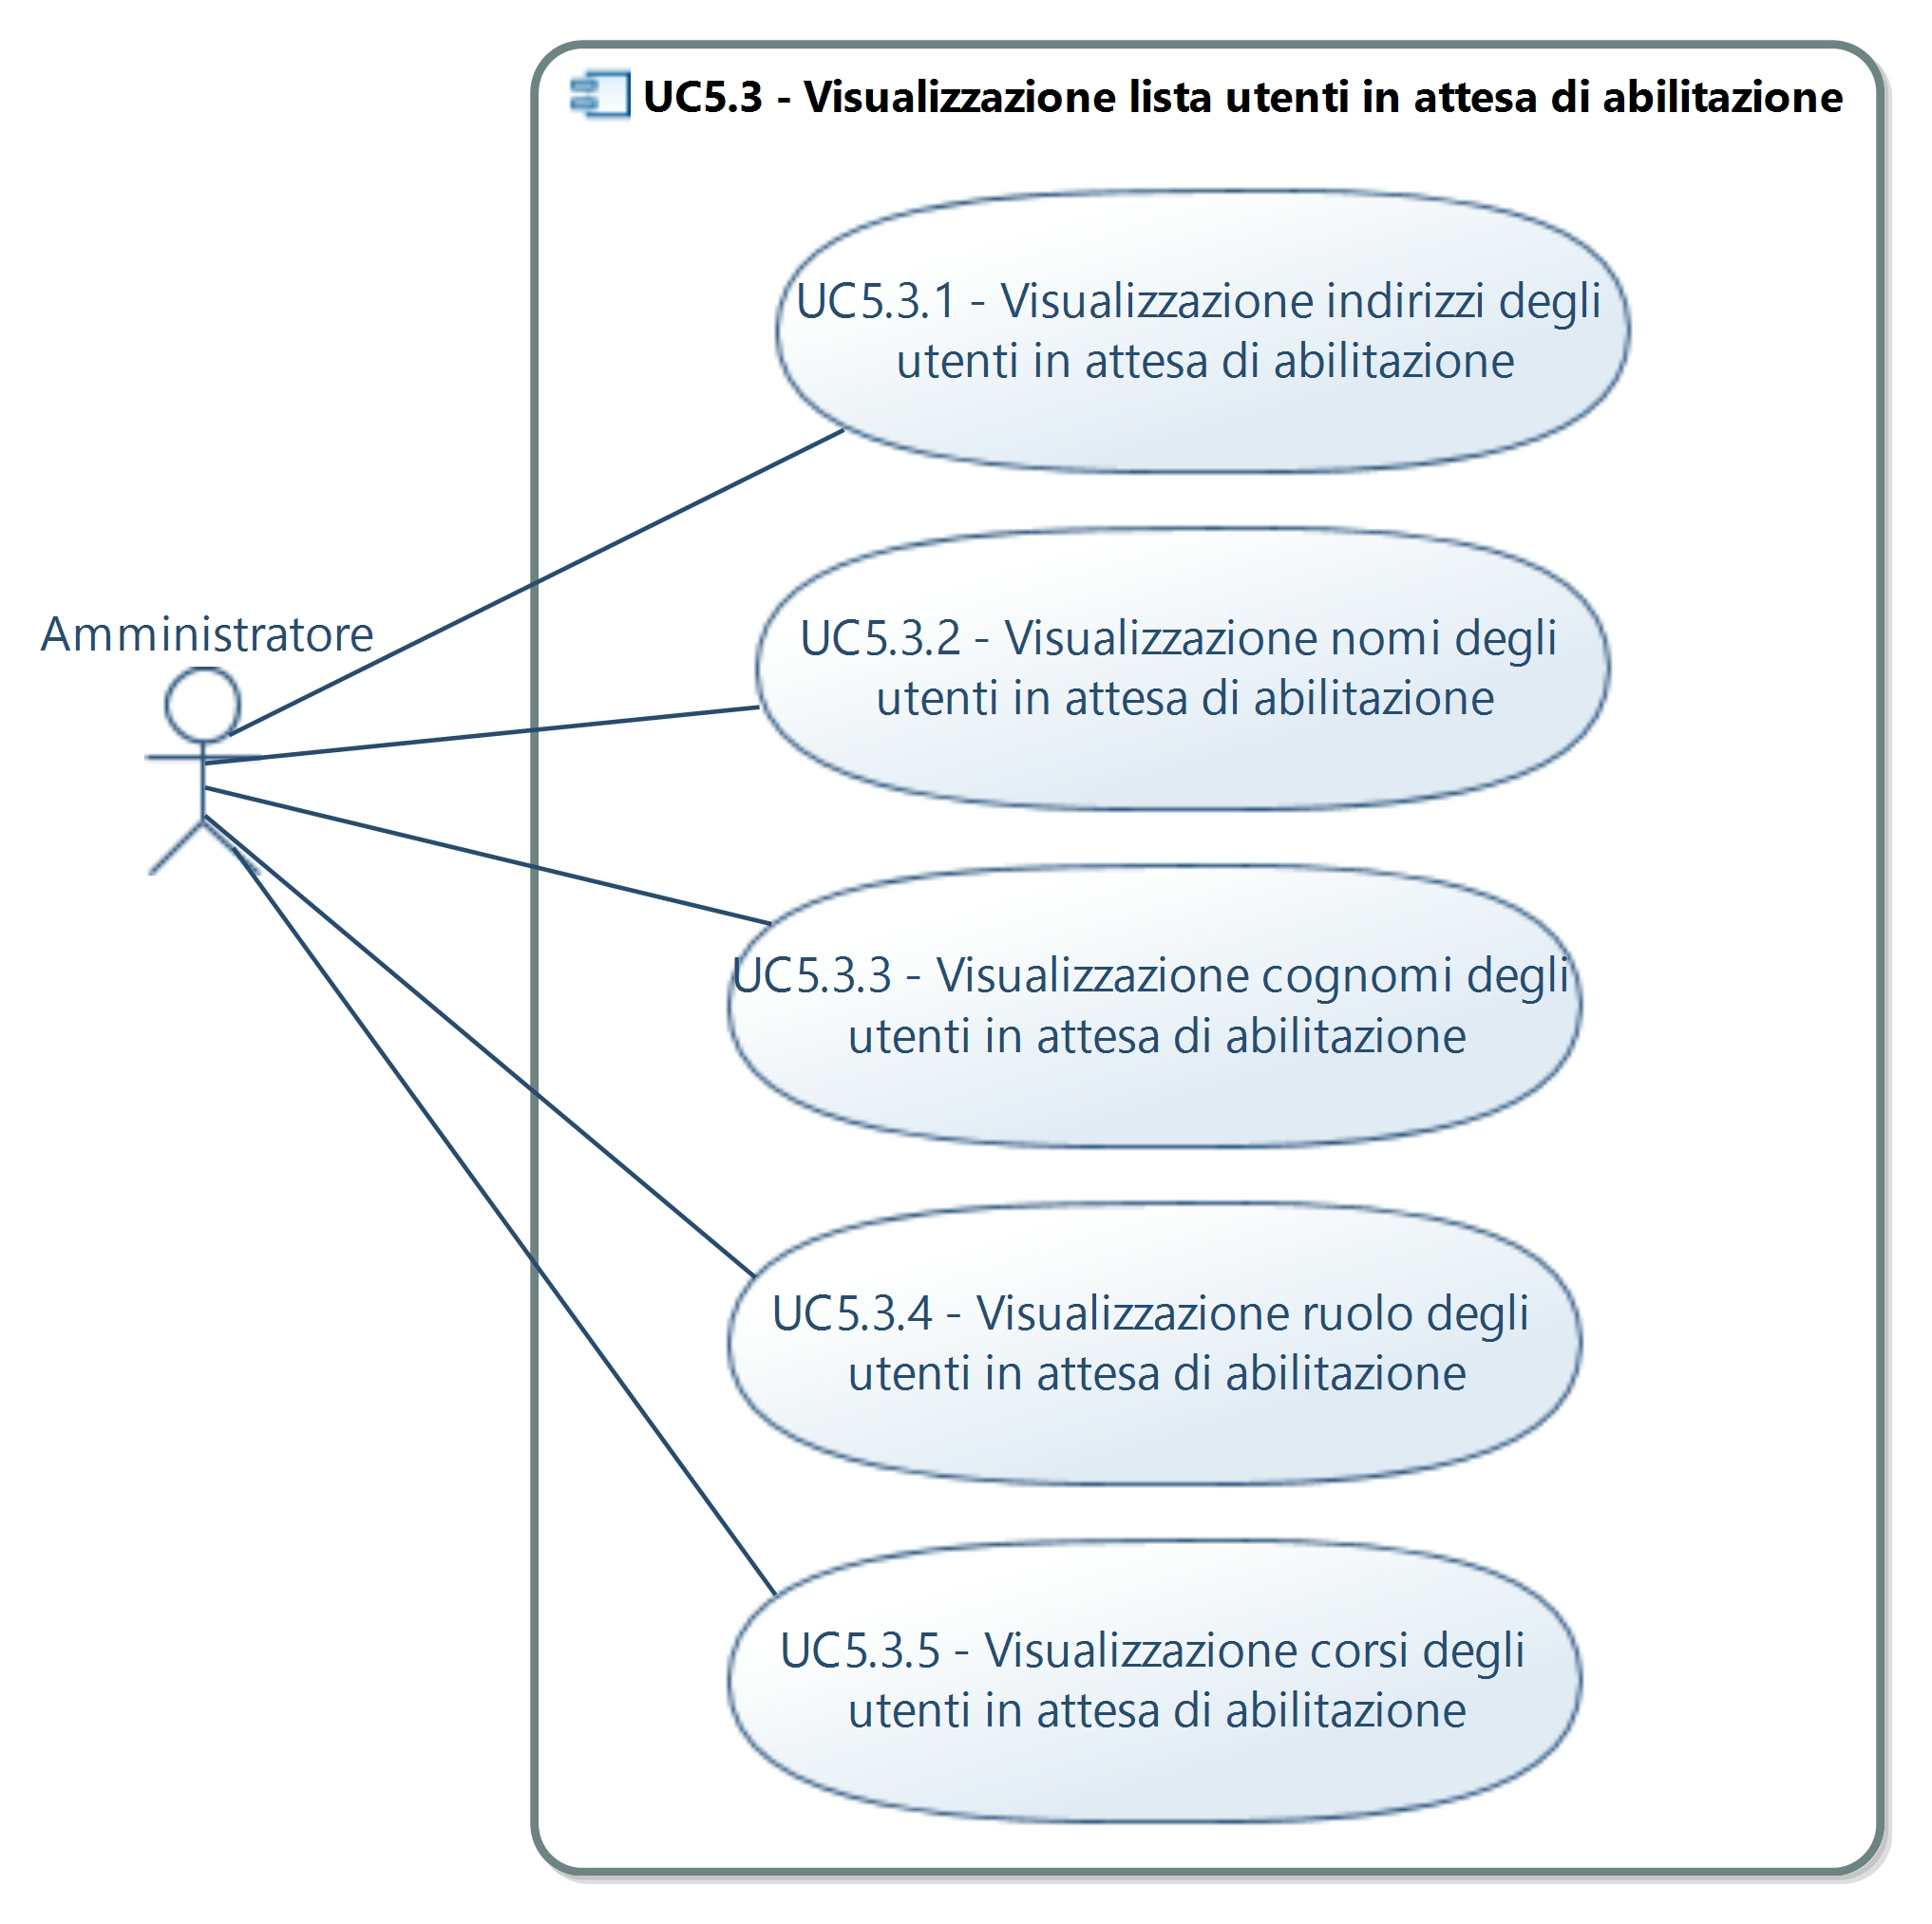 UC5.3 - Visualizzazione lista utenti in attesa di abilitazione
UC5.3.1 - Visualizzazione indirizzi degli
utenti in attesa di abilitazione
Amministratore
UC5.3.2 - Visualizzazione nomi degli
utenti in attesa di abilitazione
UC5.3.3 - Visualizzazione cognomi degli
utenti in attesa di abilitazione
UC5.3.4 - Visualizzazione ruolo degli
utenti in attesa di abilitazione
UC5.3.5 - Visualizzazione corsi degli
utenti in attesa di abilitazione